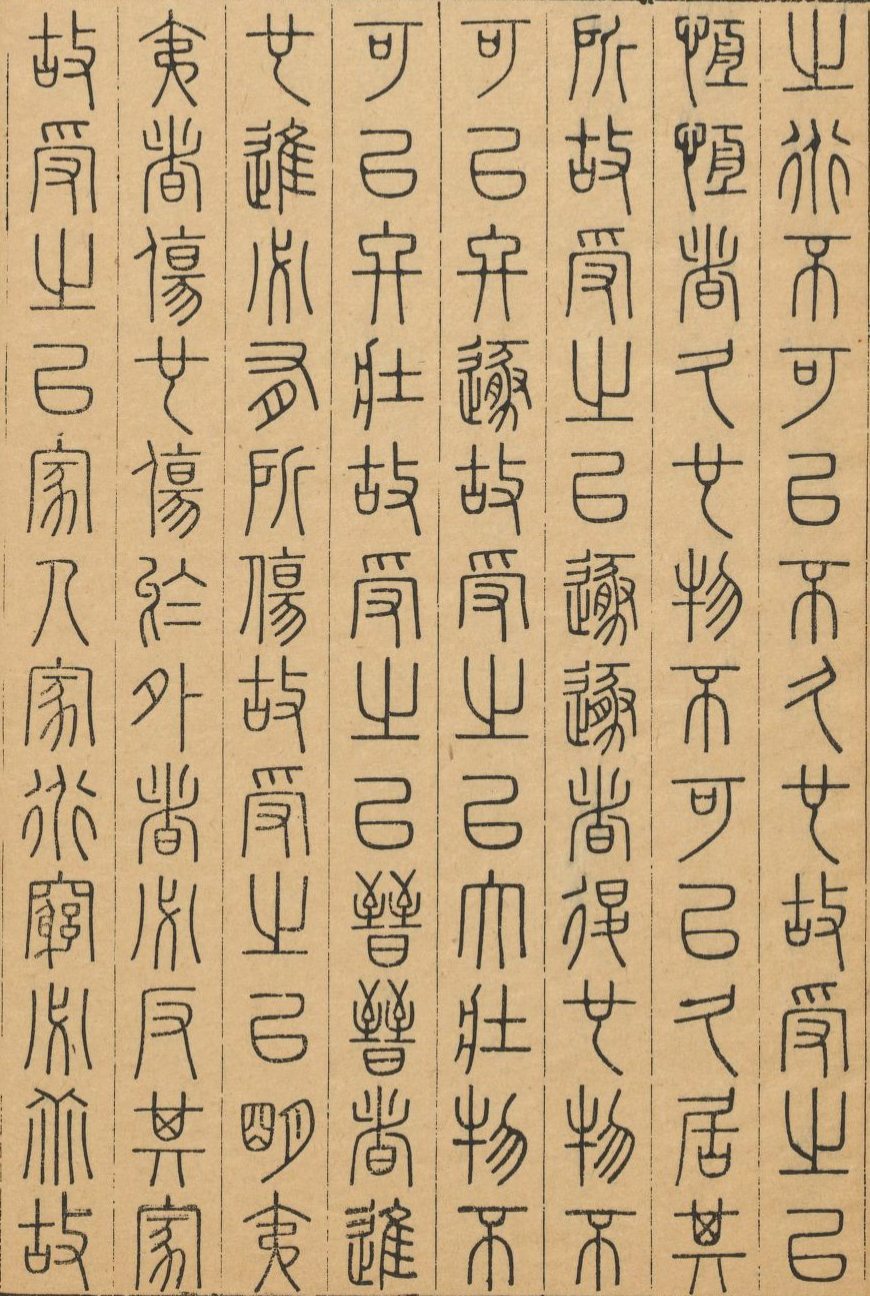 之道不可以不久也故受之以
恆恆者久也物不可以久居其
所故受之以遯遯者退也物不
可以終遯故受之以大壯物不
可以終壯故受之以晉晉者進
也進必有所傷故受之以明夷
夷者傷也傷於外者必反其家
故受之以家人家道窮必乖故